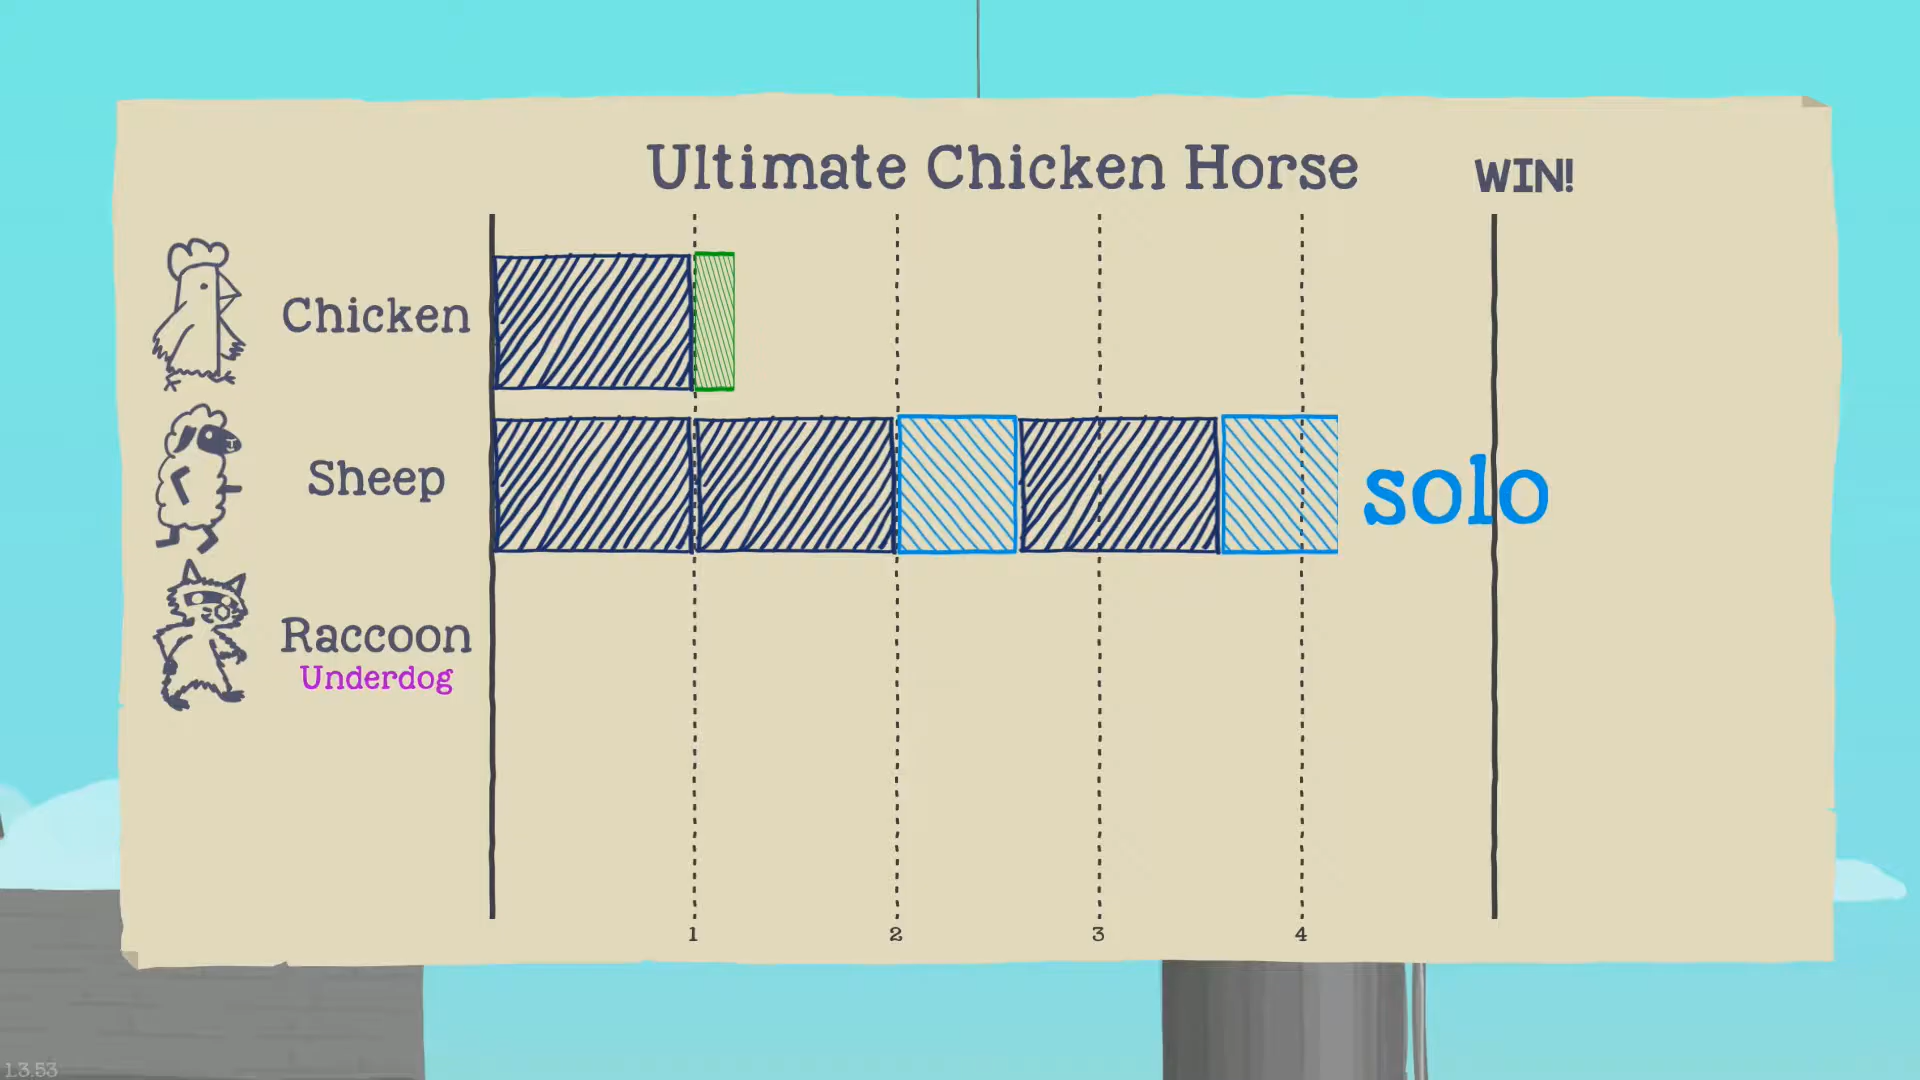 Ultimate Chicken Horse
WIN!
Chicken
Sheep
solo
Raccoon
Underdog
1 2 3 4
1.3.53